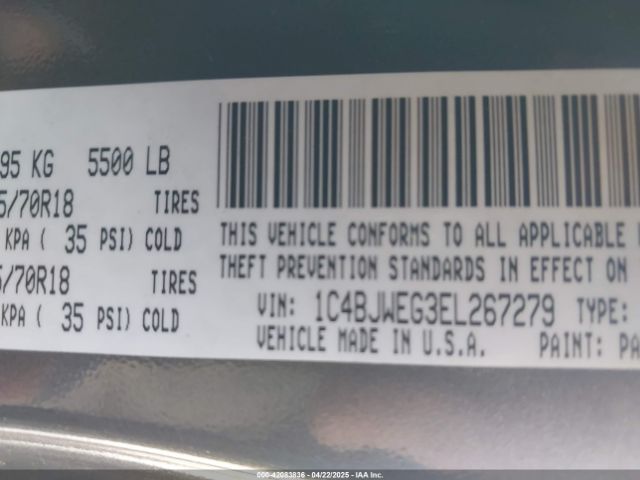 95 KG 5500 LB
5/70R18 TIRES
KPA ( 35 PSI) COLD
5/70R18 TIRES
KPA ( 35 PSI) COLD
THIS VEHICLE CONFORMS TO ALL APPLICABLE
THEFT PREVENTION STANDARDS IN EFFECT ON
VIN: 1C4BJWEG3EL267279 TYPE:
VEHICLE MADE IN U.S.A. PAINT: PA
000-42083836 - 04/22/2025 - IAA Inc.